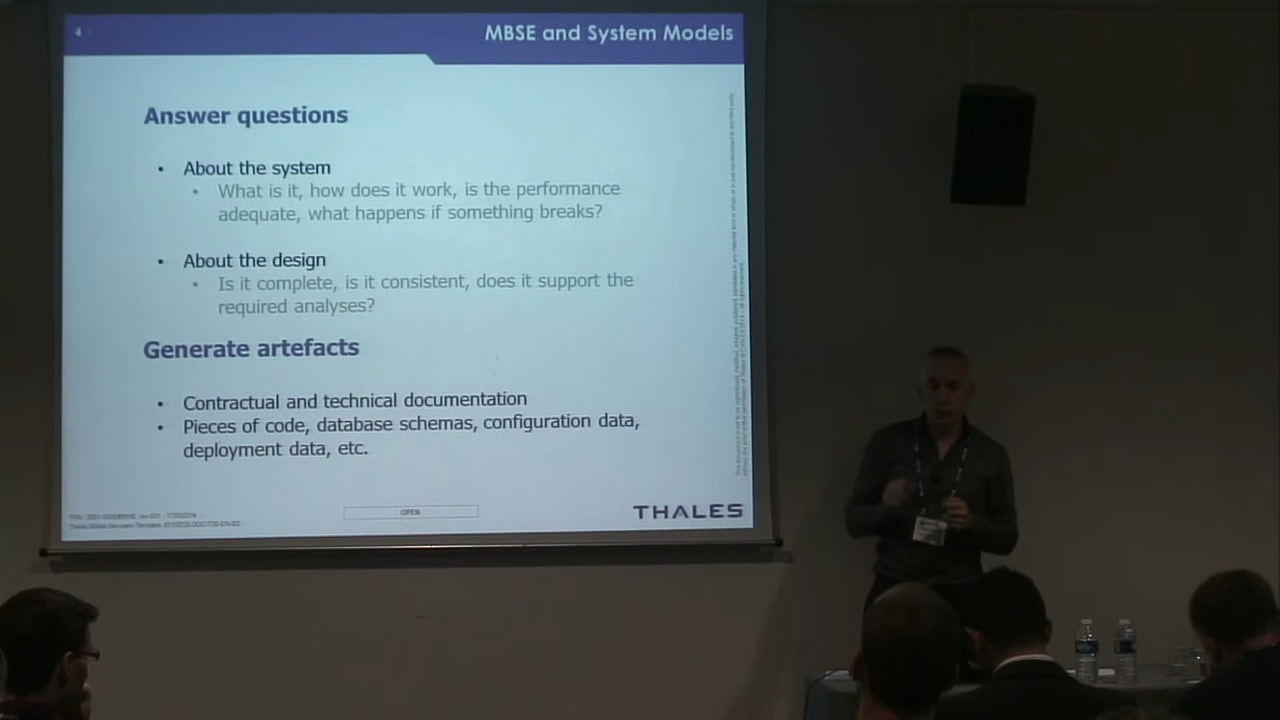 4
MBSE and System Models
Answer questions
• About the system
• What is it, how does it work, is the performance
adequate, what happens if something breaks?
• About the design
• Is it complete, is it consistent, does it support the
required analyses?
Generate artefacts
• Contractual and technical documentation
• Pieces of code, database schemas, configuration data,
deployment data, etc.
OPEN
THALES